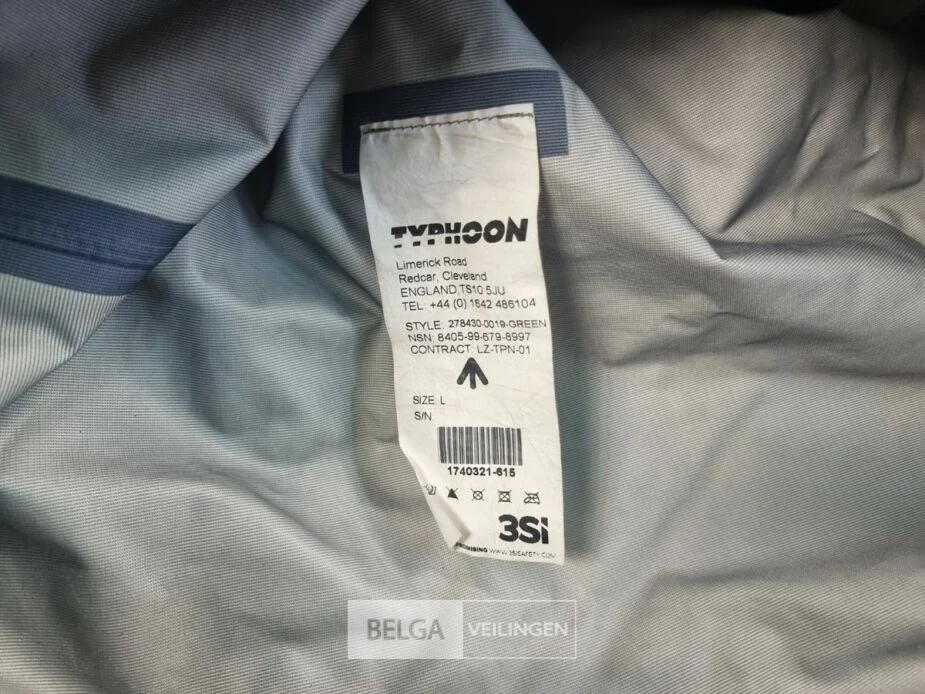 TYPHOON
Limerick Road
Redcar, Cleveland
ENGLAND,TS10 5JU
TEL: +44 (0) 1642 486104
STYLE: 278430-0019-GREEN
NSN: 8405-99-679-8997
CONTRACT: LZ-TPN-01
SIZE L
S/N
1740321-615
3Si
WWW.3SISAFETY.COM
BELGA VEILINGEN